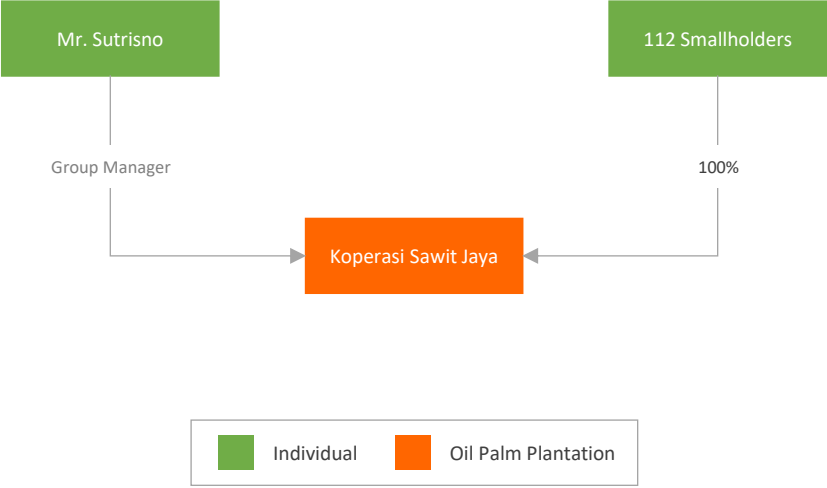 Mr. Sutrisno
112 Smallholders
Group Manager
100%
Koperasi Sawit Jaya
Individual
Oil Palm Plantation